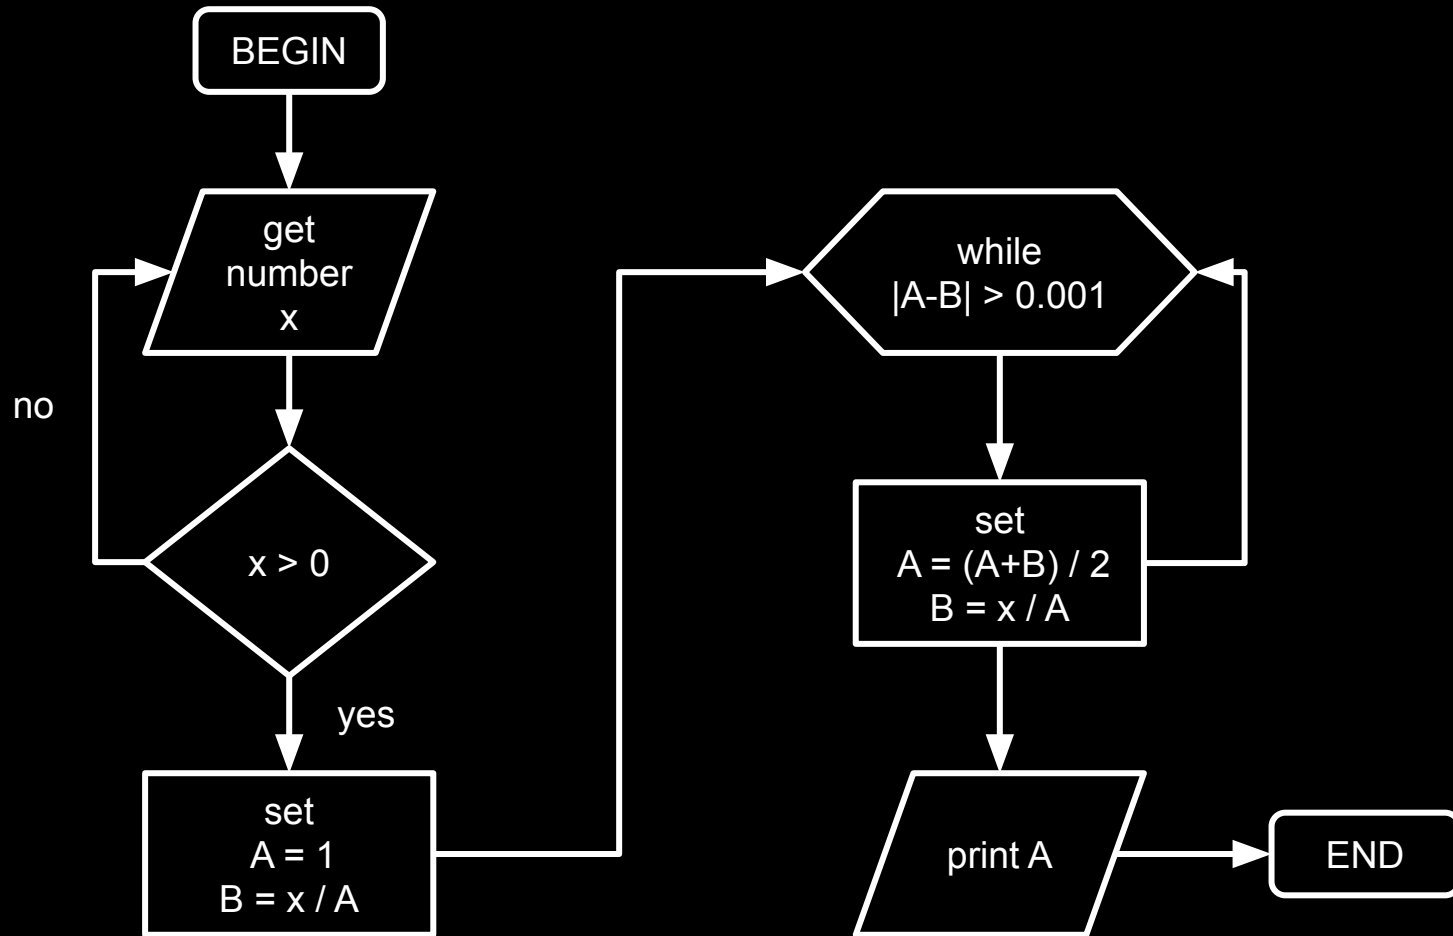 BEGIN
get
number
x
no
x > 0
yes
set
A = 1
B = x / A
while
|A-B| > 0.001
set
A = (A+B) / 2
B = x / A
print A
END